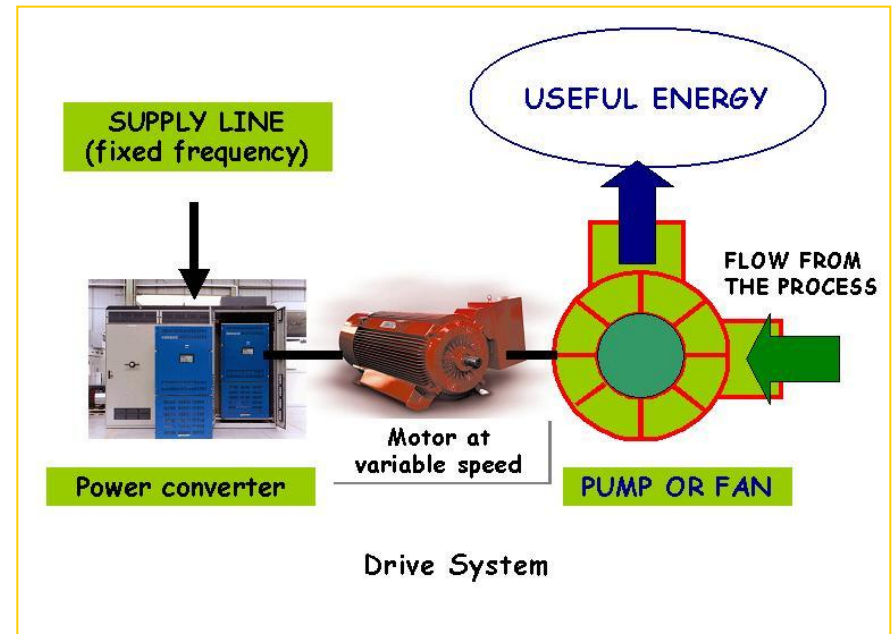 SUPPLY LINE
(fixed frequency)
USEFUL ENERGY
FLOW FROM
THE PROCESS
Motor at
variable speed
Power converter
PUMP OR FAN
Drive System